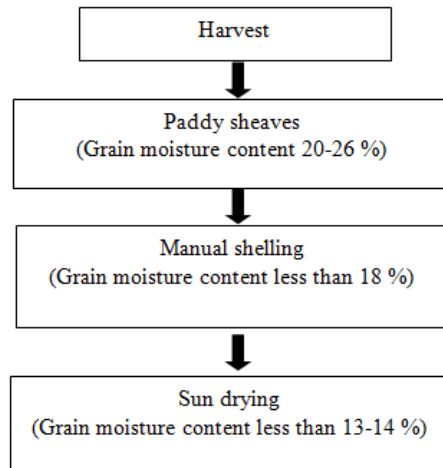 Harvest
Paddy sheaves
(Grain moisture content 20-26 %)
Manual shelling
(Grain moisture content less than 18 %)
Sun drying
(Grain moisture content less than 13-14 %)